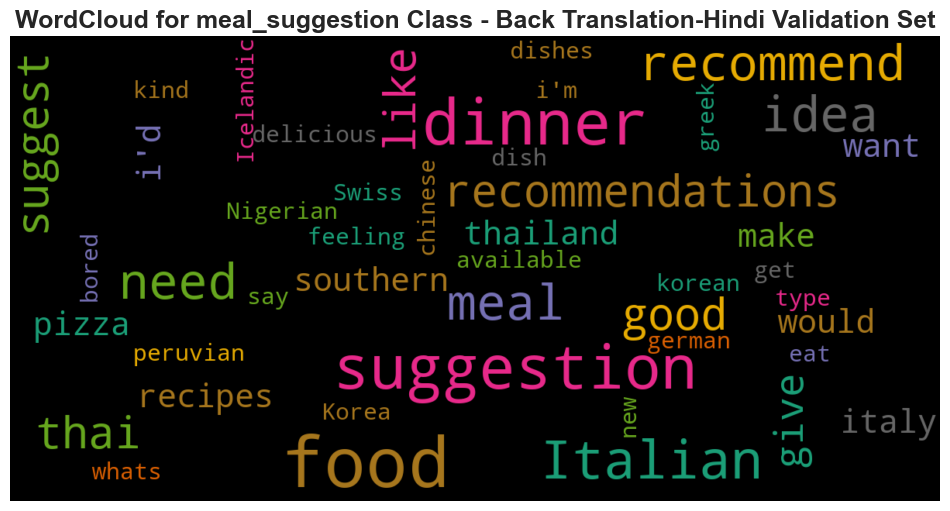 WordCloud for meal_suggestion Class - Back Translation-Hindi Validation Set
suggest
kind
Icelandic
like
dishes
recommend
i'd
delicious
dinner
i'm
greek
idea
want
dish
Swiss
chinese
recommendations
Nigerian
feeling
thailand
make
bored
need
say
southern
available
meal
korean
get
type
pizza
good
would
german
peruvian
suggestion
eat
recipes
Korea
new
give
italy
thai
whats
food
Italian